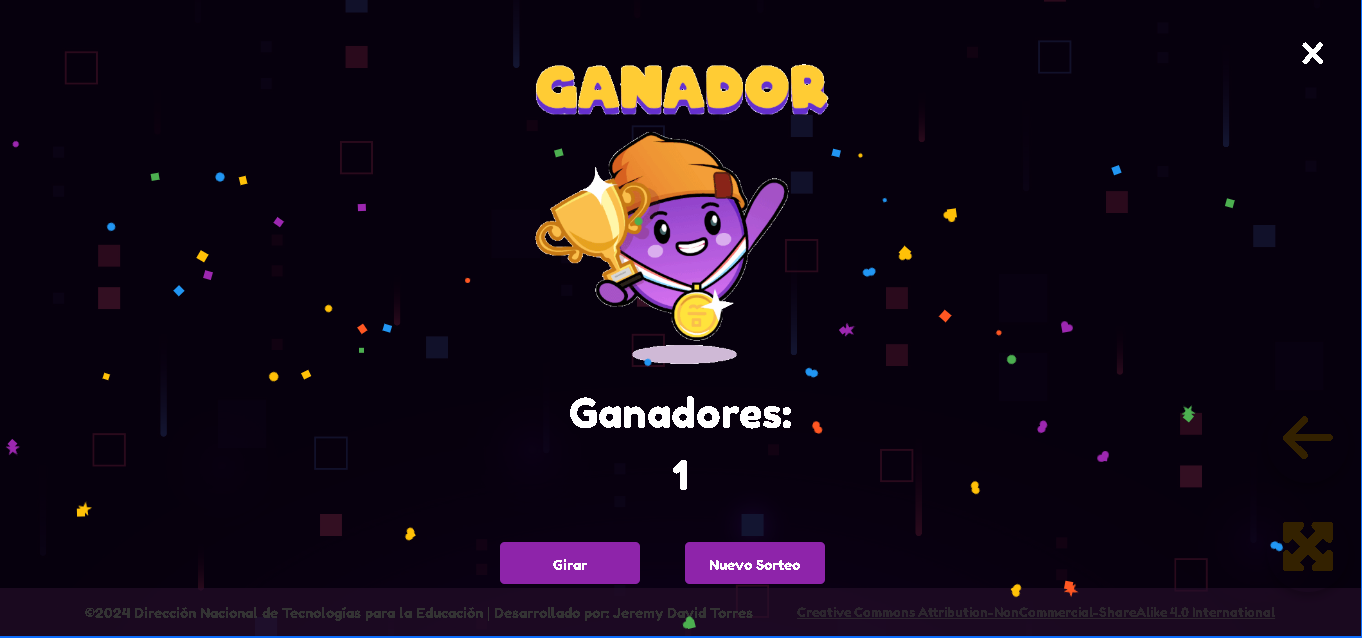 GANADOR
Ganadores:
1
Girar
Nuevo Sorteo
©2024 Dirección Nacional de Tecnologías para la Educación | Desarrollado por: Jeremy David Torres
Creative Commons Attribution-NonCommercial-ShareAlike 4.0 International